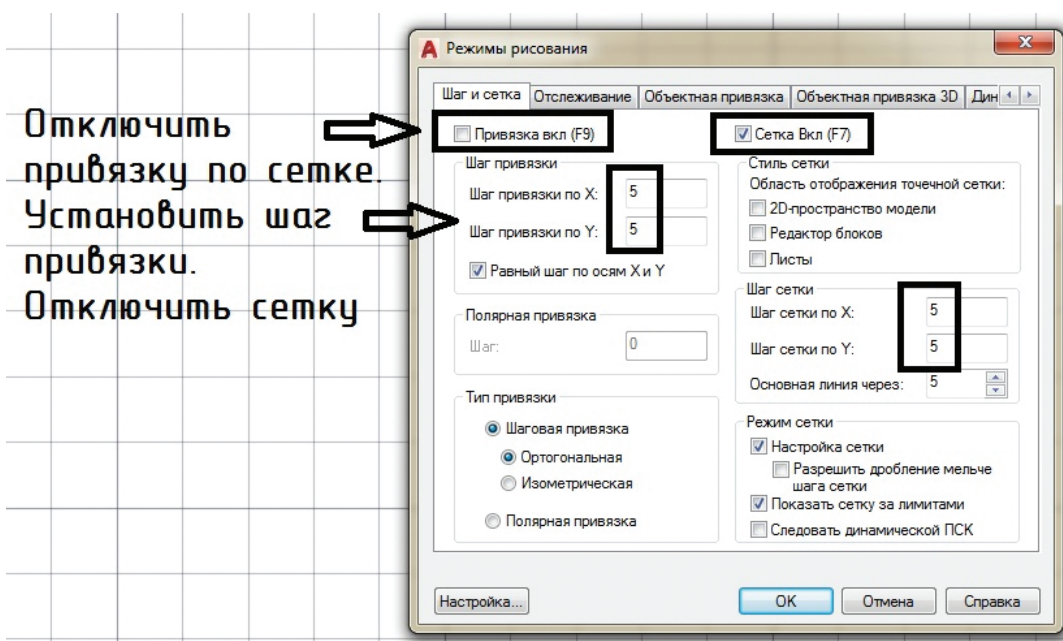 Режимы рисования
Шаг и сетка Отслеживание Объектная привязка Объектная привязка 3D Дин
Отключить
привязку по сетке.
Установить шаг
привязки.
Отключить сетку
Привязка вкл (F9)
Шаг привязки
Шаг привязки по X: 5
Шаг привязки по Y: 5
Равный шаг по осям X и Y
Полярная привязка
Шаг: 0
Тип привязки
Шаговая привязка
Ортогональная
Изометрическая
Полярная привязка
Сетка Вкл (F7)
Стиль сетки
Область отображения точечной сетки:
2D-пространство модели
Редактор блоков
Листы
Шаг сетки
Шаг сетки по X: 5
Шаг сетки по Y: 5
Основная линия через: 5
Режим сетки
Настройка сетки
Разрешить дробление мельче
шага сетки
Показать сетку за лимитами
Следовать динамической ПСК
Настройка... OK Отмена Справка